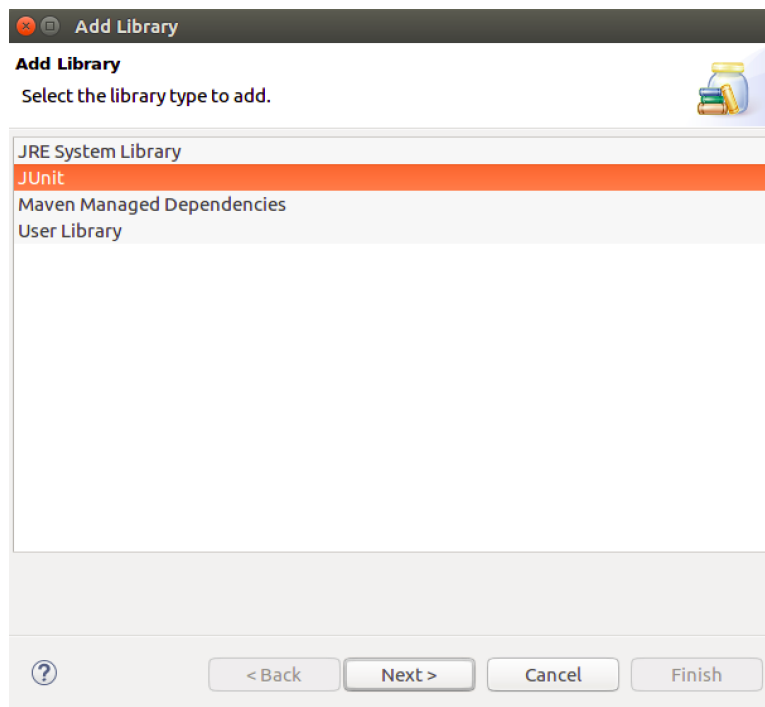 Add Library
Add Library
Select the library type to add.
JRE System Library
JUnit
Maven Managed Dependencies
User Library
? < Back Next > Cancel Finish